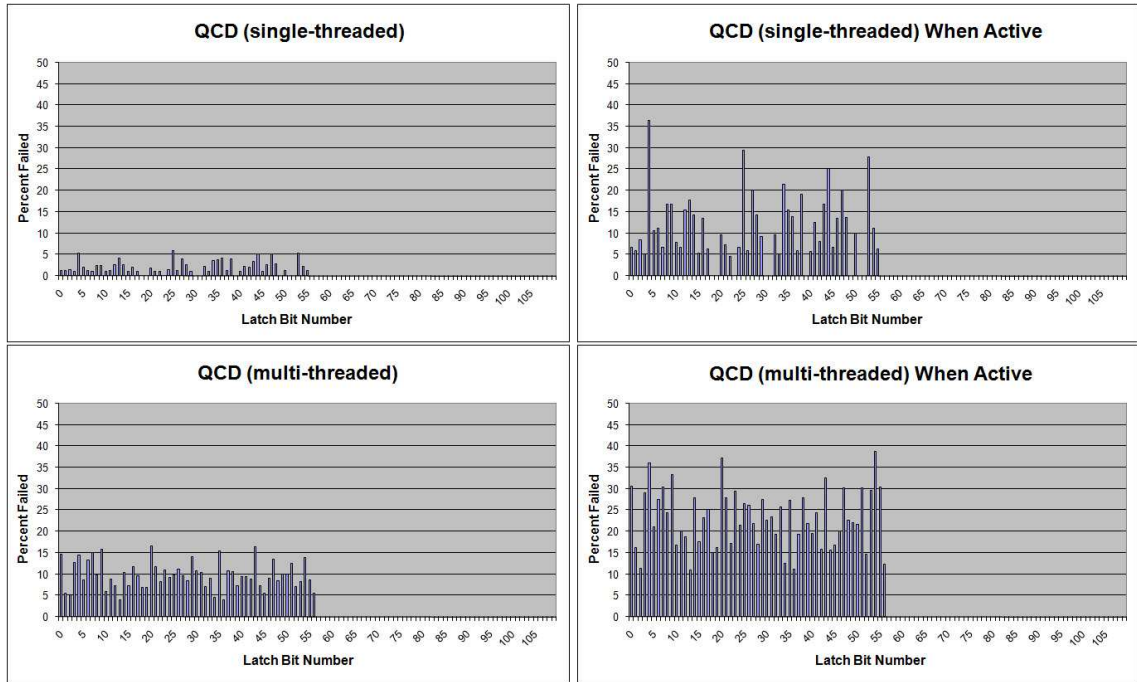 QCD (single-threaded)
Percent Failed
50
45
40
35
30
25
20
15
10
5
0
0 5 10 15 20 25 30 35 40 45 50 55 60 65 70 75 80 85 90 95 100 105
Latch Bit Number
QCD (single-threaded) When Active
Percent Failed
50
45
40
35
30
25
20
15
10
5
0
0 5 10 15 20 25 30 35 40 45 50 55 60 65 70 75 80 85 90 95 100 105
Latch Bit Number
QCD (multi-threaded)
Percent Failed
50
45
40
35
30
25
20
15
10
5
0
0 5 10 15 20 25 30 35 40 45 50 55 60 65 70 75 80 85 90 95 100 105
Latch Bit Number
QCD (multi-threaded) When Active
Percent Failed
50
45
40
35
30
25
20
15
10
5
0
0 5 10 15 20 25 30 35 40 45 50 55 60 65 70 75 80 85 90 95 100 105
Latch Bit Number